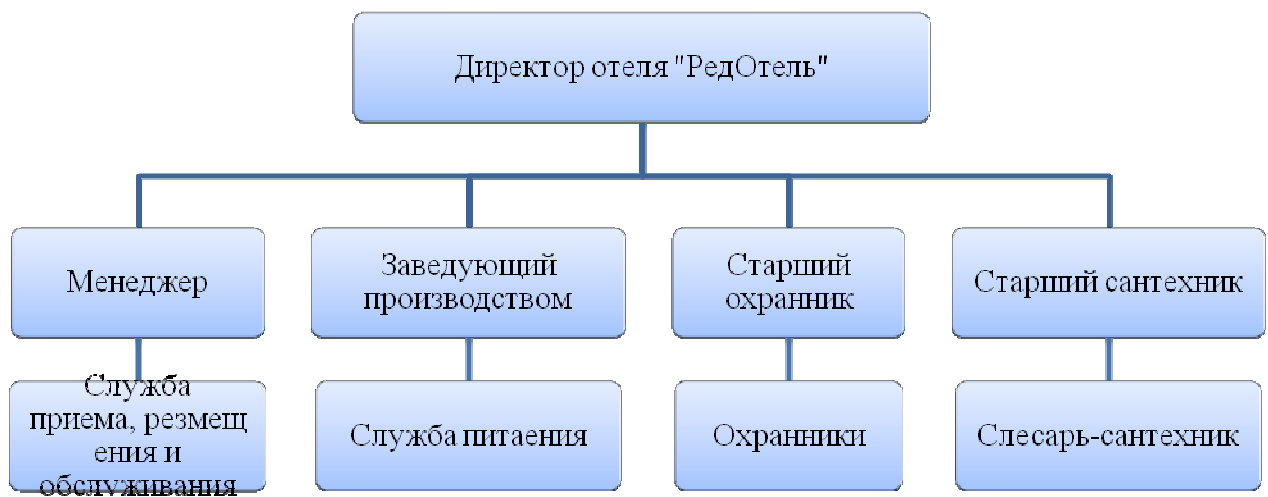 Директор отеля "РедОтель"
Менеджер
Заведующий
производством
Старший
охранник
Старший сантехник
Служба
приема, резмещ
ения и
обслуживания
Служба питаения
Охранники
Слесарь-сантехник